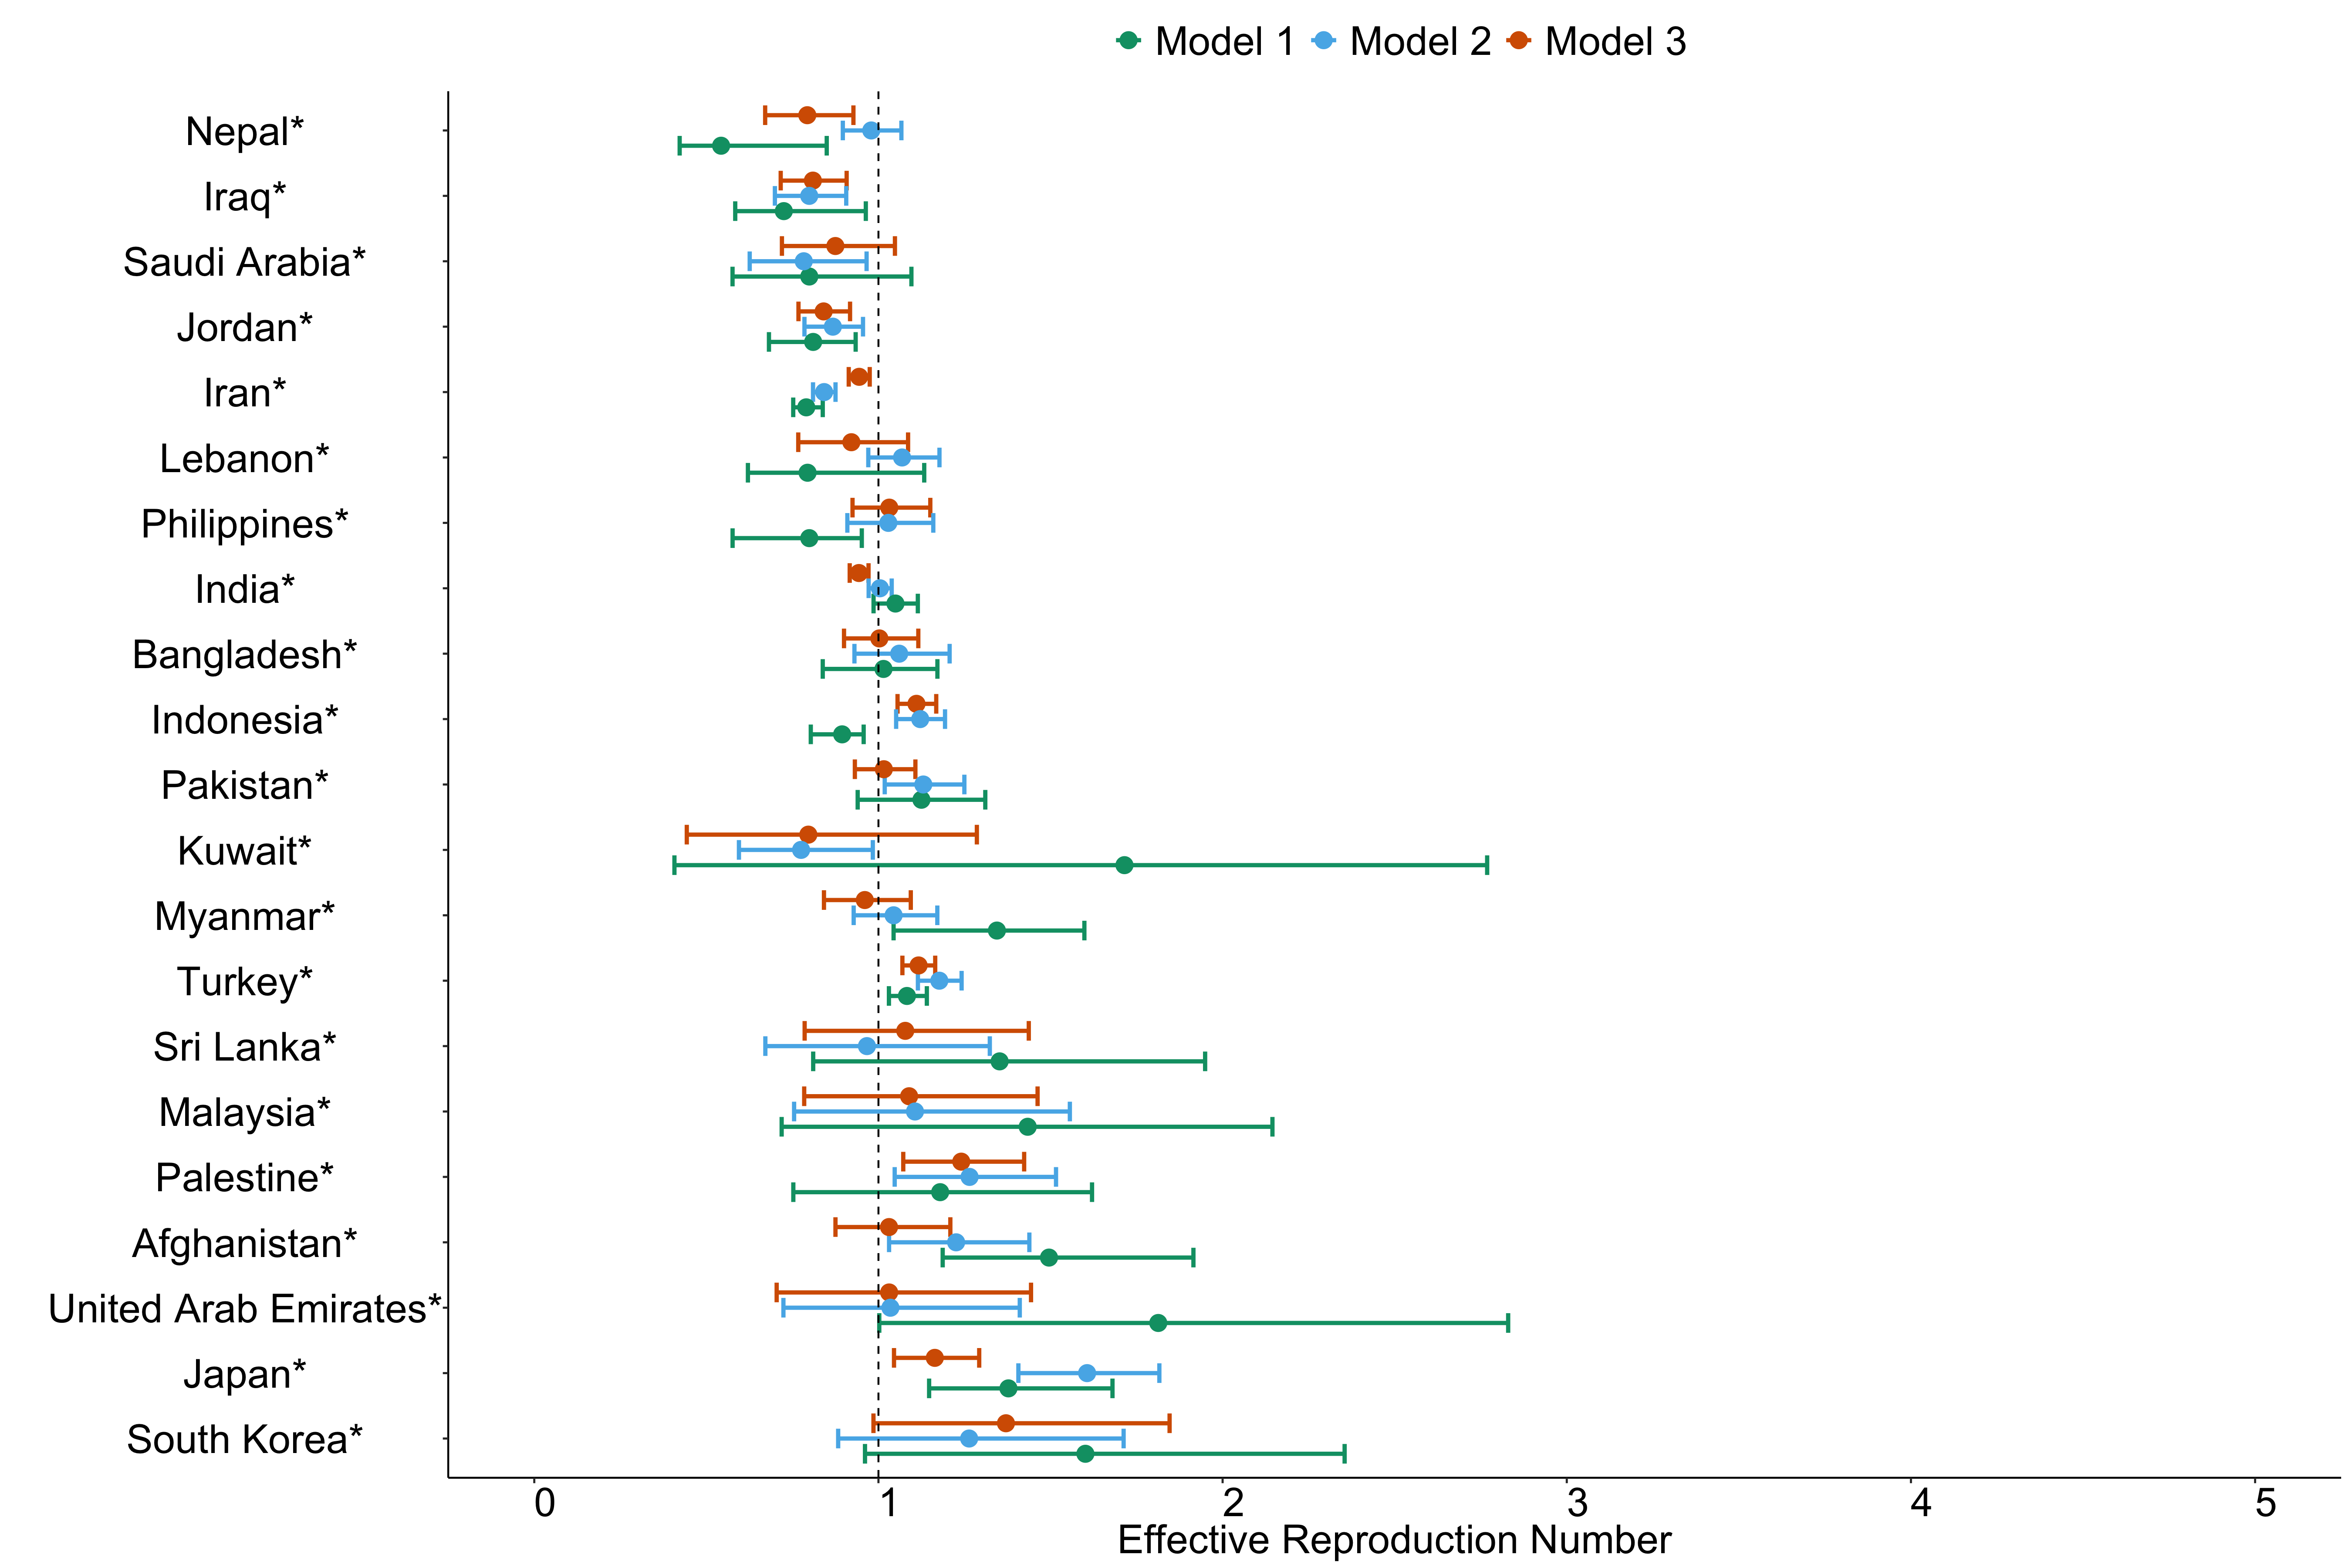 Model 1 Model 2 Model 3
Nepal*
Iraq*
Saudi Arabia*
Jordan*
Iran*
Lebanon*
Philippines*
India*
Bangladesh*
Indonesia*
Pakistan*
Kuwait*
Myanmar*
Turkey*
Sri Lanka*
Malaysia*
Palestine*
Afghanistan*
United Arab Emirates*
Japan*
South Korea*
0 1 2 3 4 5
Effective Reproduction Number